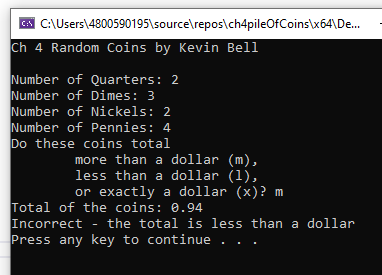 C:\Users\4800590195\source\repos\ch4pileOfCoins\x64\De...
Ch 4 Random Coins by Kevin Bell
Number of Quarters: 2
Number of Dimes: 3
Number of Nickels: 2
Number of Pennies: 4
Do these coins total
more than a dollar (m),
less than a dollar (l),
or exactly a dollar (x)? m
Total of the coins: 0.94
Incorrect - the total is less than a dollar
Press any key to continue . . .